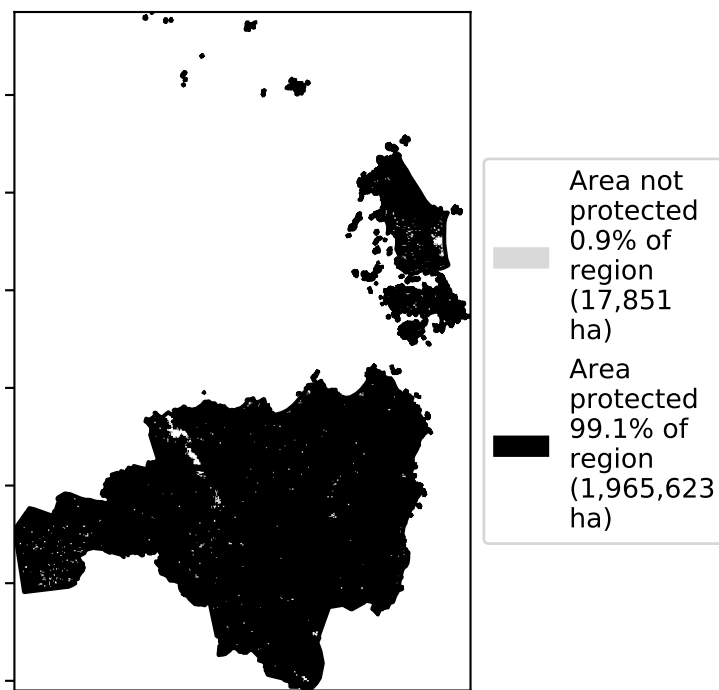 Area not
protected
0.9% of
region
(17,851
ha)
Area
protected
99.1% of
region
(1,965,623
ha)